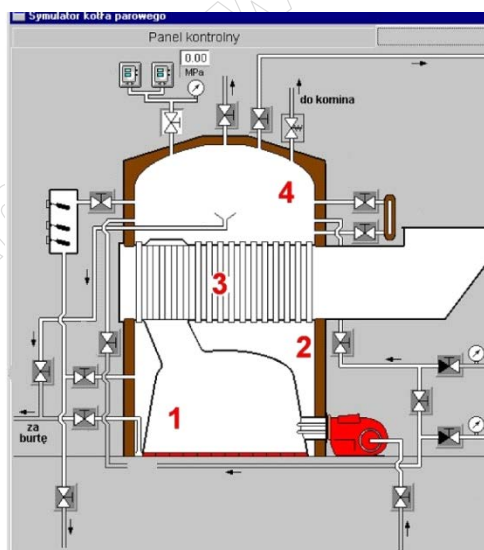 Symulator kotła parowego
Panel kontrolny
0.00
MPa
do komina
4
3
2
1
za
burtę